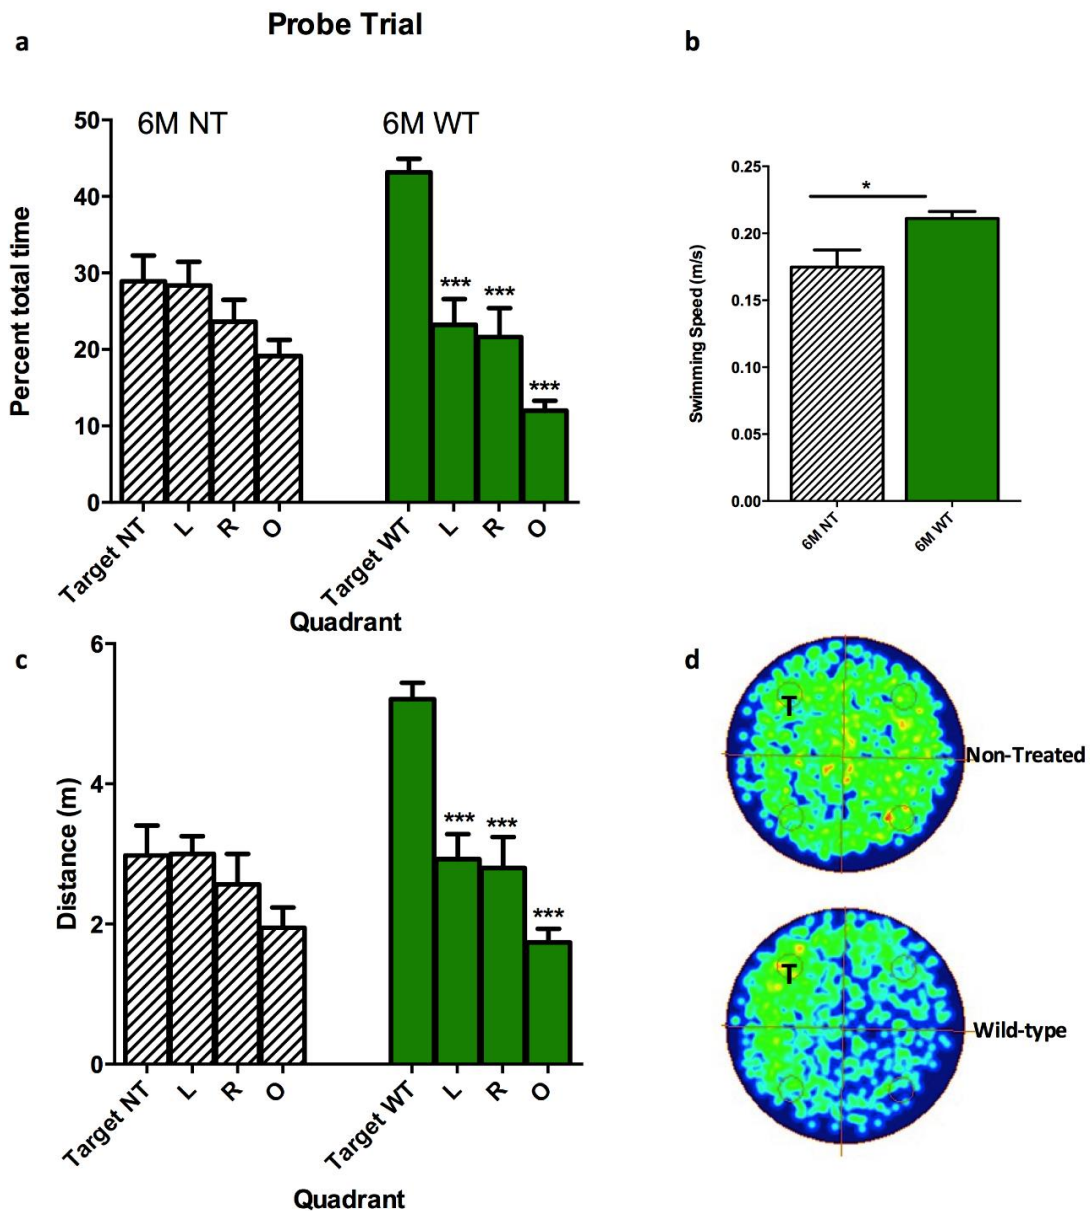 Probe Trial
a
50
40
30
20
10
0
Percent total time
6M NT
6M WT
***
***
***
Target NT
L
R
O
Target WT
L
R
O
Quadrant
b
0.25
0.20
0.15
0.10
0.05
0.00
Swimming Speed (m/s)
*
6M NT
6M WT
c
6
4
2
0
Distance (m)
***
***
***
Target NT
L
R
O
Target WT
L
R
O
Quadrant
d
T
Non-Treated
T
Wild-type